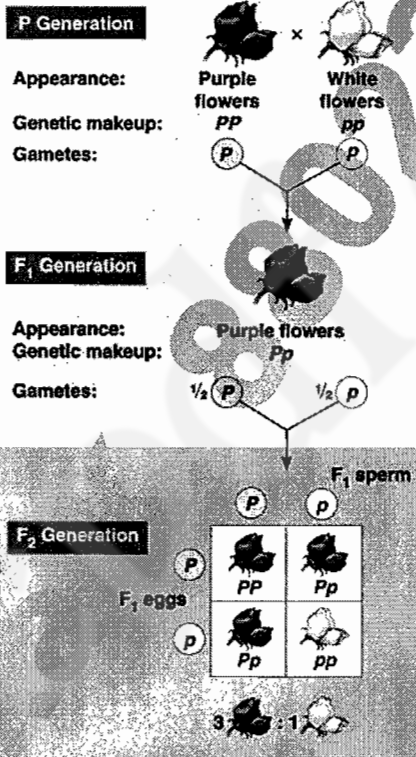 P Generation
×
Appearance: Purple flowers White flowers
Genetic makeup: PP pp
Gametes: P p
F₁ Generation
Appearance: Purple flowers
Genetic makeup: Pp
Gametes: 1/2 P 1/2 p
F₁ sperm
P p
F₂ Generation
P PP Pp
F₁ eggs
p Pp pp
3 : 1